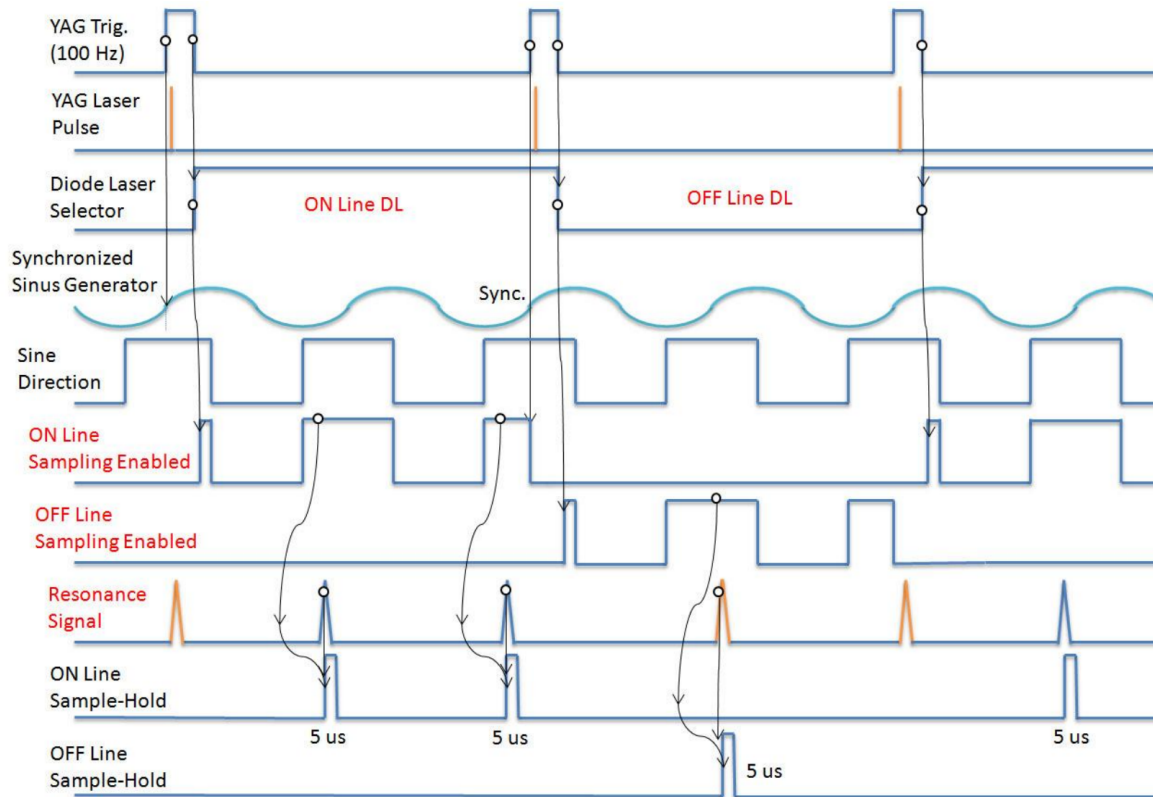 YAG Trig.
(100 Hz)
YAG Laser
Pulse
Diode Laser
Selector
ON Line DL
OFF Line DL
Synchronized
Sinus Generator
Sync.
Sine
Direction
ON Line
Sampling Enabled
OFF Line
Sampling Enabled
Resonance
Signal
ON Line
Sample-Hold
5 us
5 us
5 us
OFF Line
Sample-Hold
5 us